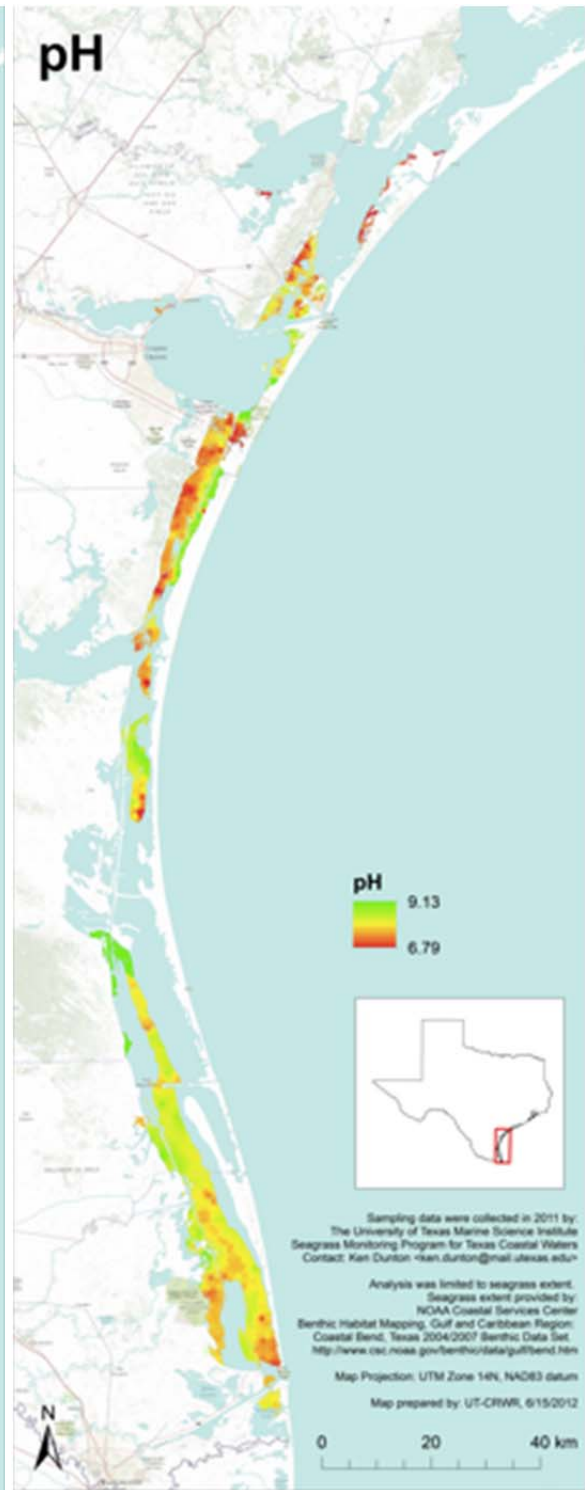 pH
pH
9.13
6.79
Sampling data were collected in 2011 by:
The University of Texas Marine Science Institute
Seagrass Monitoring Program for Texas Coastal Waters
Contact: Ken Dunton <ken.dunton@mail.utexas.edu>
Analysis was limited to seagrass extent.
Seagrass extent provided by:
NOAA Coastal Services Center
Benthic Habitat Mapping, Gulf and Caribbean Region:
Coastal Bend, Texas 2004/2007 Benthic Data Set.
http://www.csc.noaa.gov/benthic/data/gulf/bend.htm
Map Projection: UTM Zone 14N, NAD83 datum
Map prepared by: UT-CRWR, 6/15/2012
N
0 20 40 km